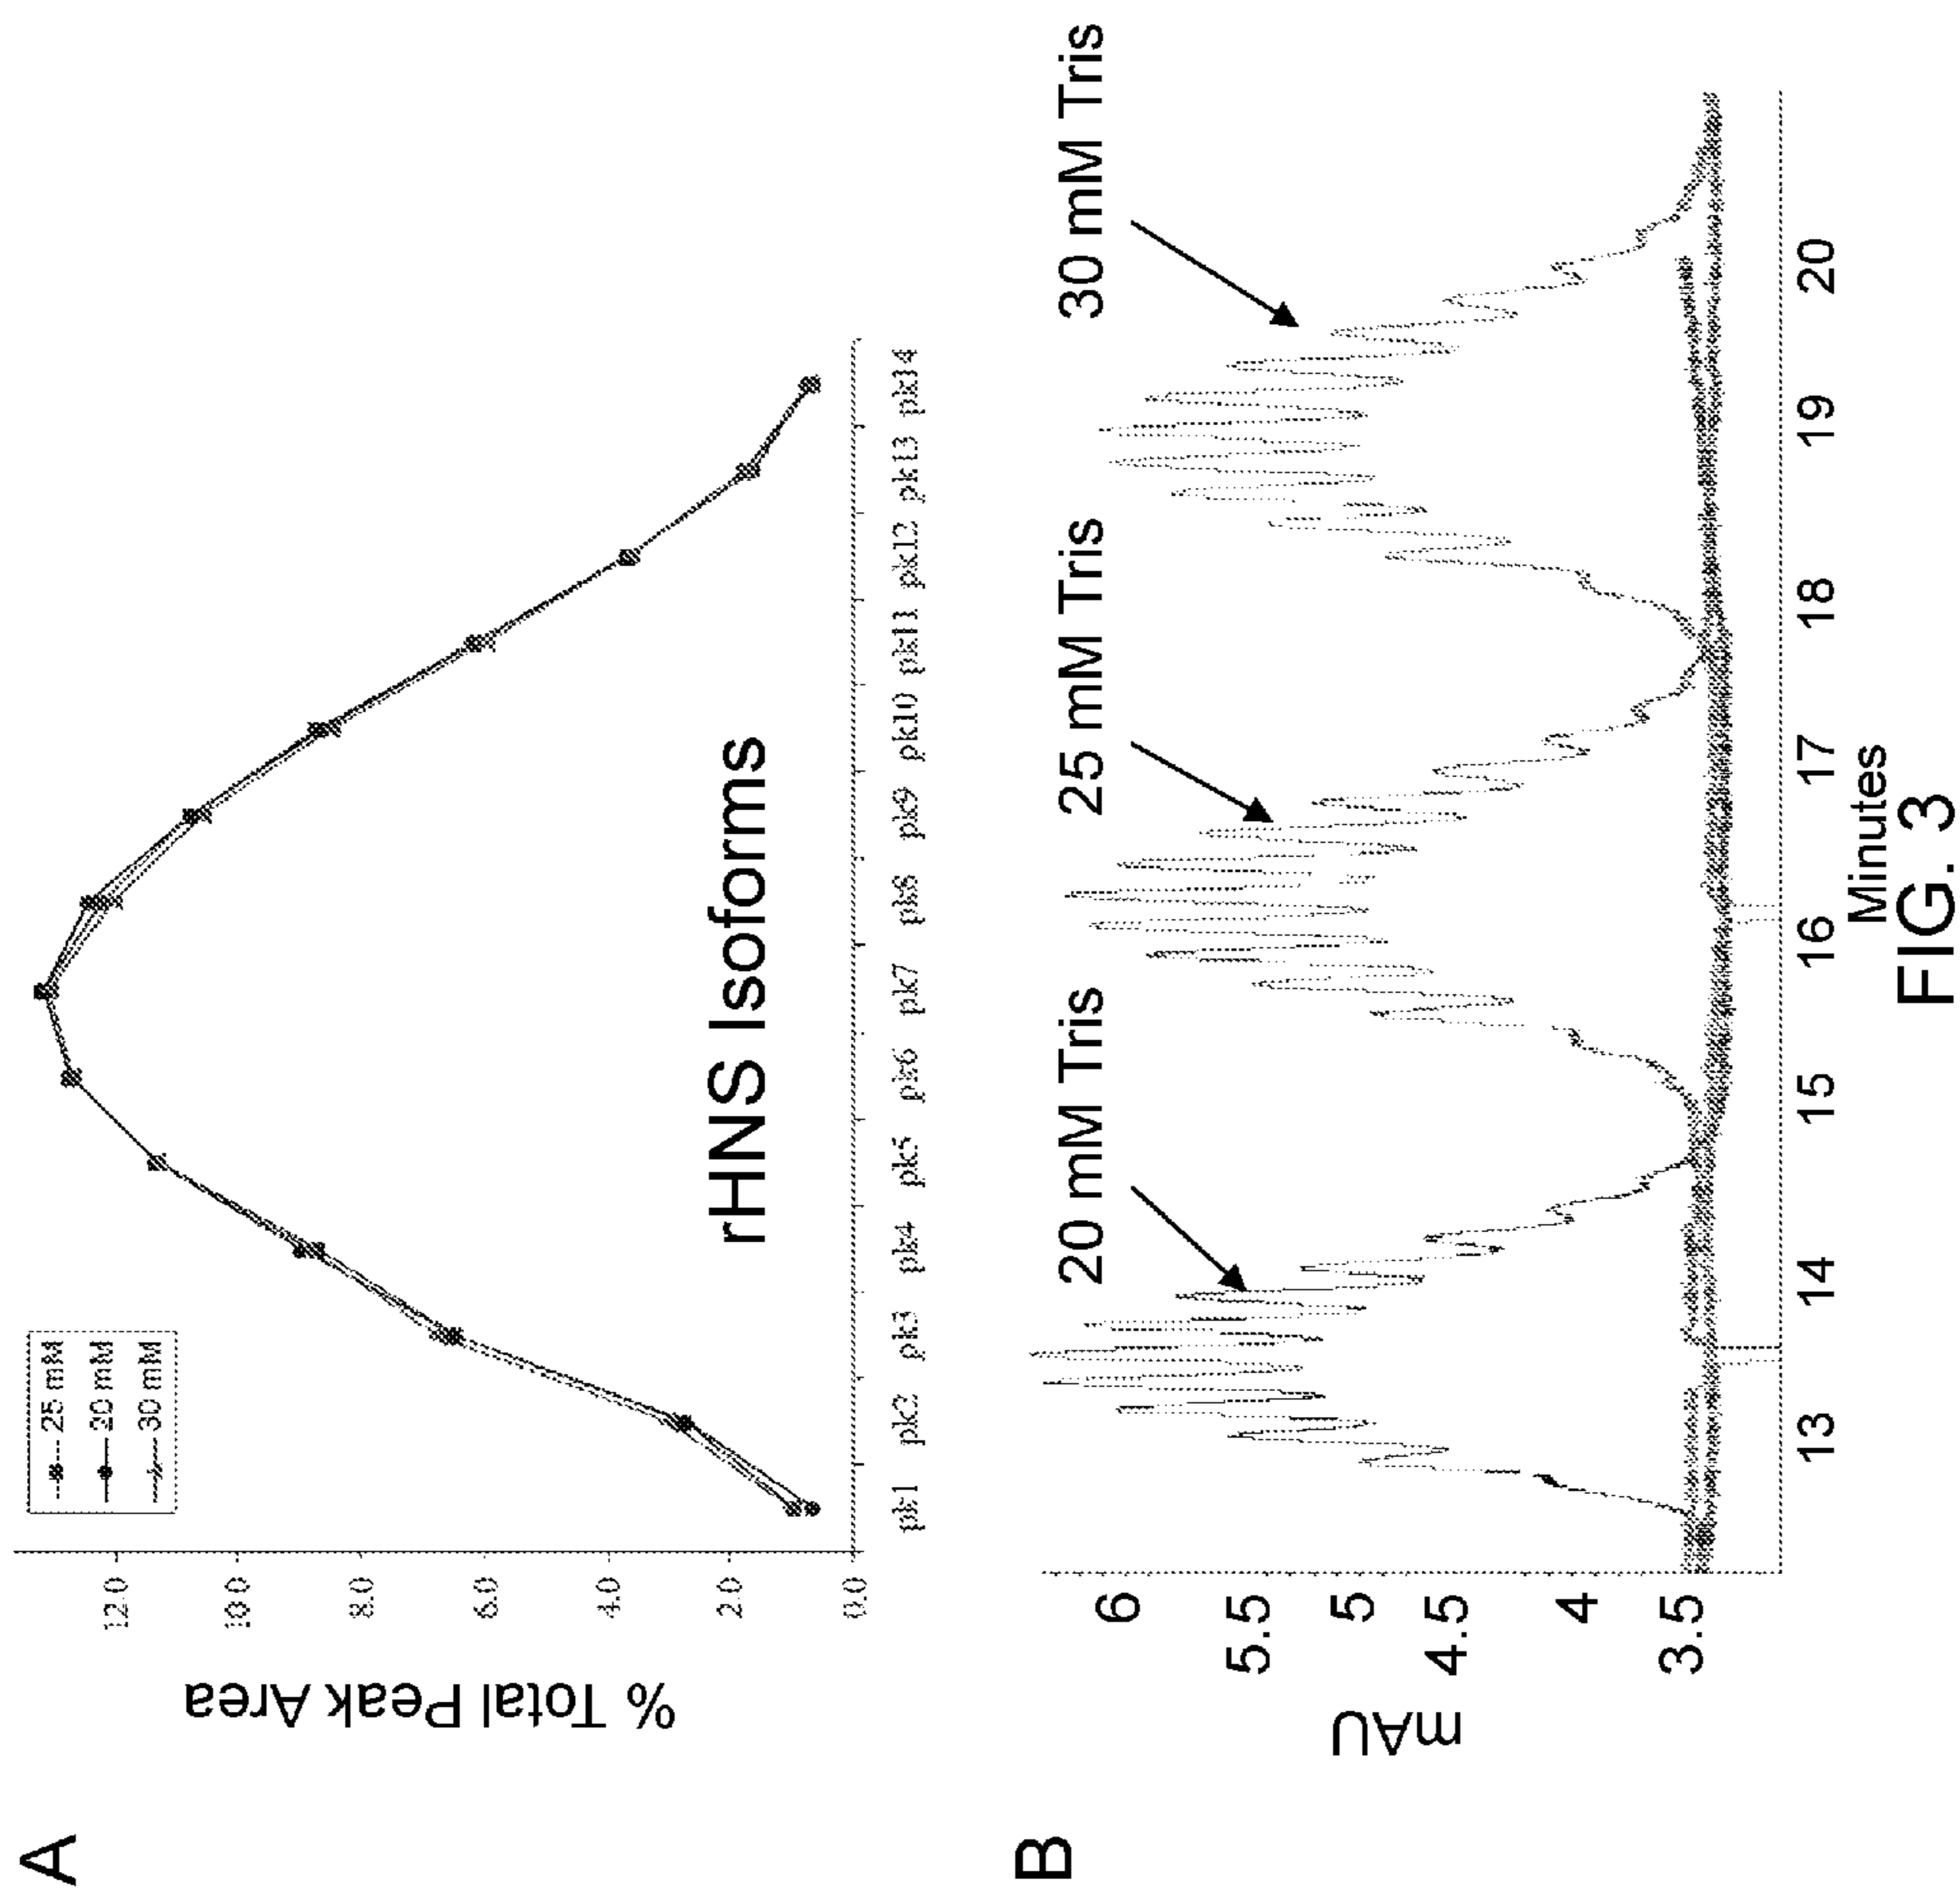 A
% Total Peak Area
12.0
10.0
8.0
6.0
4.0
2.0
0.0
25 mM
20 mM
30 mM
rHNS Isoforms
pk1 pk2 pk3 pk4 pk5 pk6 pk7 pk8 pk9 pk10 pk11 pk12 pk13 pk14
B
mAU
6
5.5
5
4.5
4
3.5
20 mM Tris
25 mM Tris
30 mM Tris
13 14 15 16 17 18 19 20
Minutes
FIG. 3